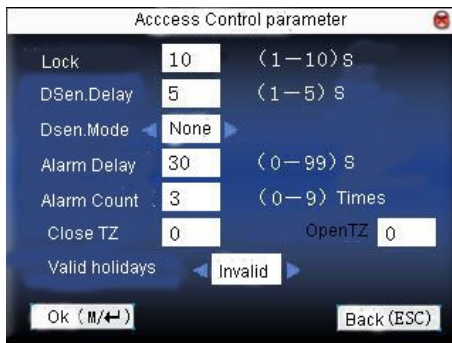 Acccess Control parameter
Lock 10 (1—10)S
DSen.Delay 5 (1—5) S
Dsen.Mode None
Alarm Delay 30 (0—99) S
Alarm Count : 3 (0—9) Times
Close TZ 0 OpenTZ 0
Valid holidays Invalid
Ok (M/↵) Back (ESC)